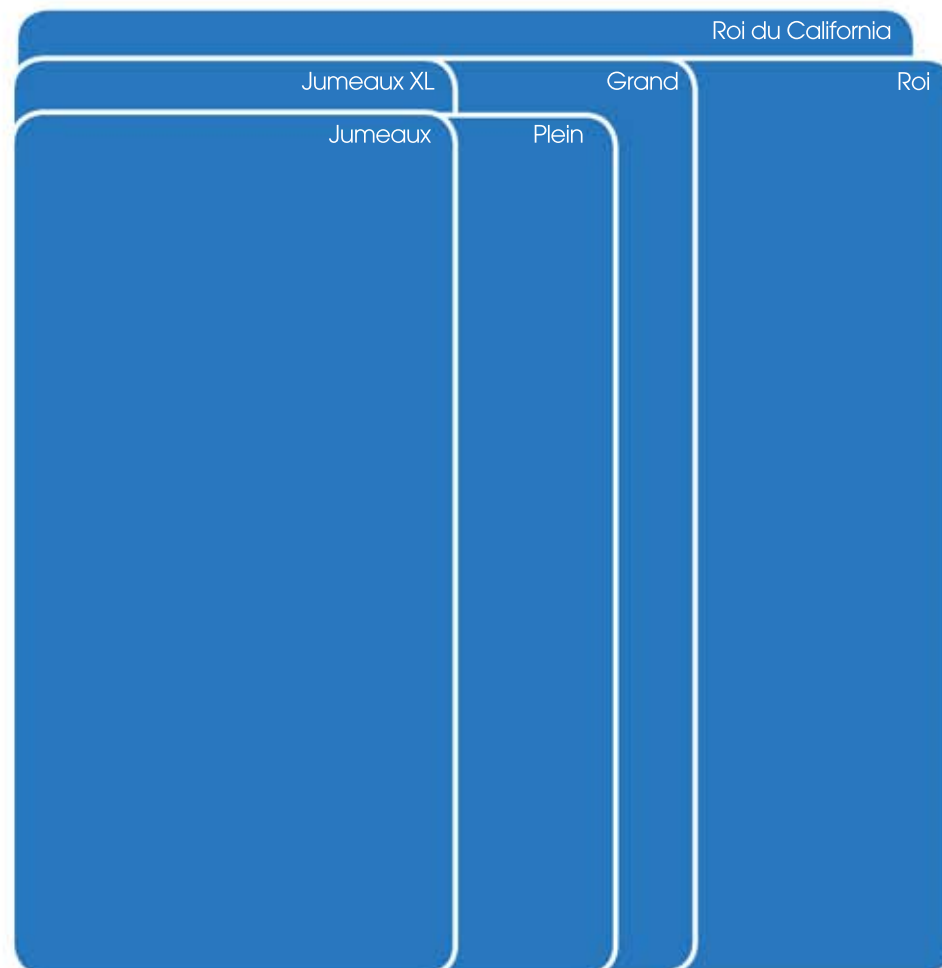 Roi du California
Jumeaux XL
Grand
Roi
Jumeaux
Plein